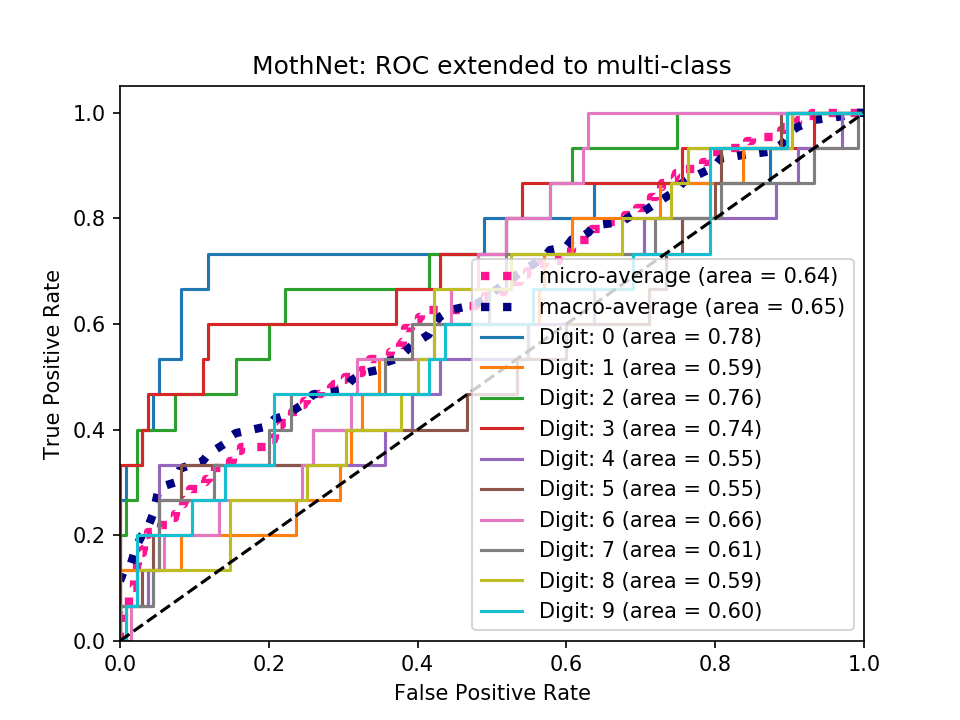 MothNet: ROC extended to multi-class
1.0
0.8
0.6
0.4
0.2
0.0
True Positive Rate
micro-average (area = 0.64)
macro-average (area = 0.65)
Digit: 0 (area = 0.78)
Digit: 1 (area = 0.59)
Digit: 2 (area = 0.76)
Digit: 3 (area = 0.74)
Digit: 4 (area = 0.55)
Digit: 5 (area = 0.55)
Digit: 6 (area = 0.66)
Digit: 7 (area = 0.61)
Digit: 8 (area = 0.59)
Digit: 9 (area = 0.60)
0.0 0.2 0.4 0.6 0.8 1.0
False Positive Rate